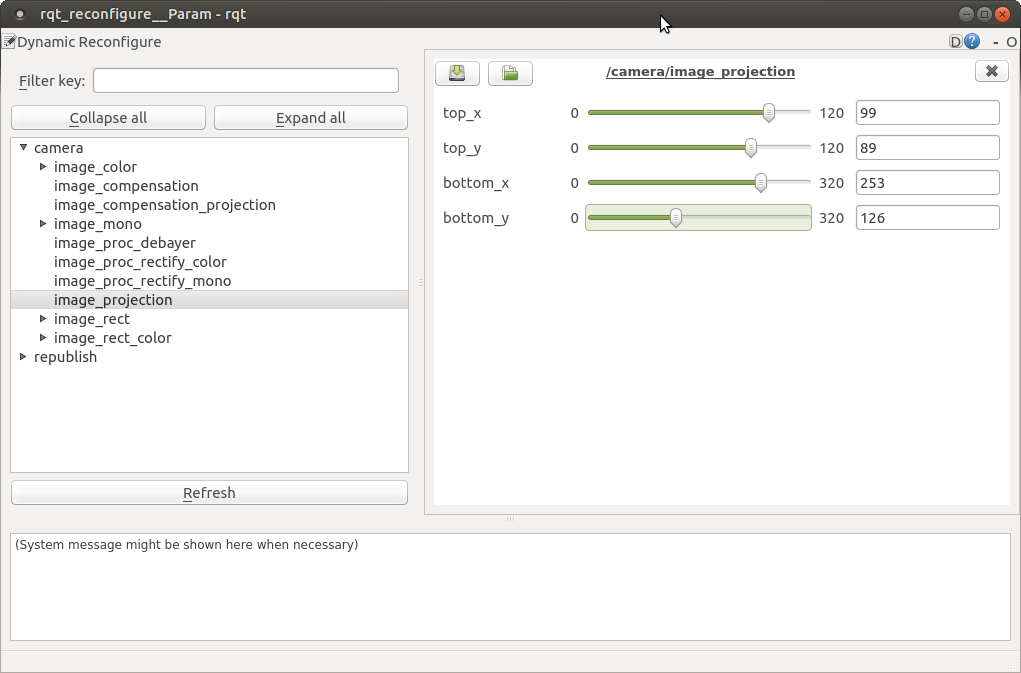 rqt_reconfigure__Param - rqt
Dynamic Reconfigure
D ? - O
Filter key:
Collapse all
Expand all
camera
image_color
image_compensation
image_compensation_projection
image_mono
image_proc_debayer
image_proc_rectify_color
image_proc_rectify_mono
image_projection
image_rect
image_rect_color
republish
Refresh
/camera/image_projection
top_x 0 120 99
top_y 0 120 89
bottom_x 0 320 253
bottom_y 0 320 126
(System message might be shown here when necessary)